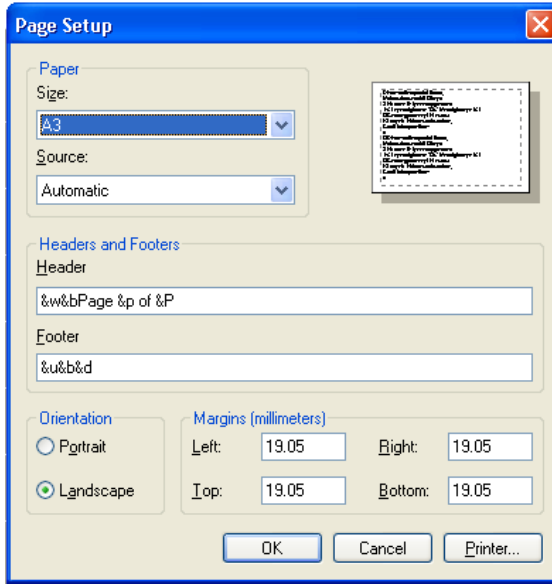 Page Setup
Paper
Size:
A3
Source:
Automatic
Headers and Footers
Header
&w&bPage &p of &P
Footer
&u&b&d
Orientation
Portrait
Landscape
Margins (millimeters)
Left: 19.05 Right: 19.05
Top: 19.05 Bottom: 19.05
OK Cancel Printer...